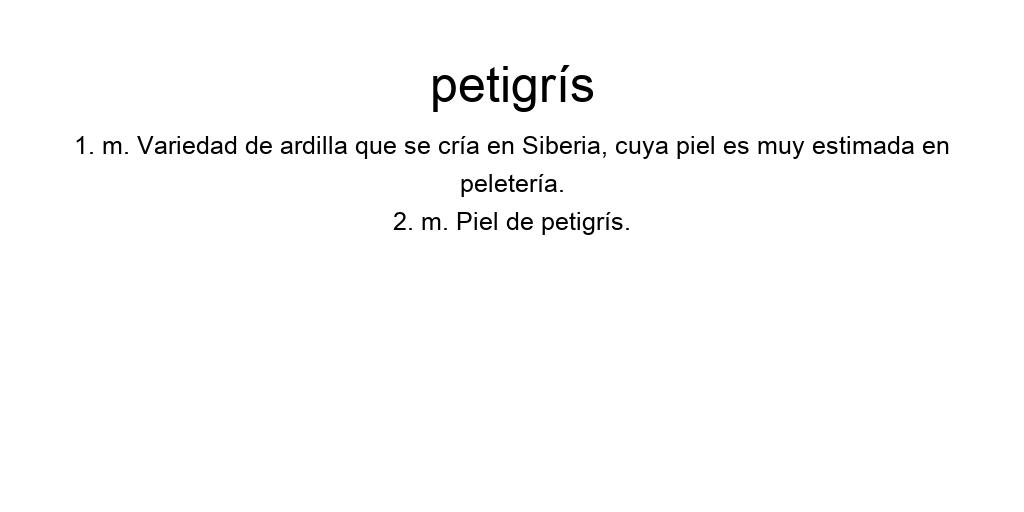 petigrís
1. m. Variedad de ardilla que se cría en Siberia, cuya piel es muy estimada en
peletería.
2. m. Piel de petigrís.